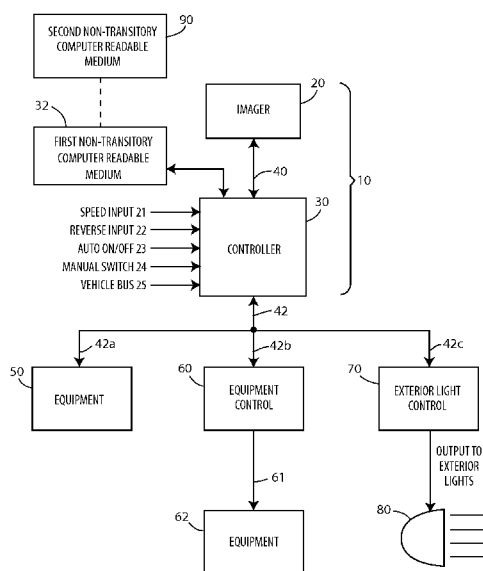 90
SECOND NON-TRANSITORY
COMPUTER READABLE
MEDIUM
20
IMAGER
32
FIRST NON-TRANSITORY
COMPUTER READABLE
MEDIUM
40
10
30
SPEED INPUT 21
REVERSE INPUT 22
AUTO ON/OFF 23
MANUAL SWITCH 24
VEHICLE BUS 25
CONTROLLER
42
42a
42b
42c
50
EQUIPMENT
60
EQUIPMENT
CONTROL
70
EXTERIOR LIGHT
CONTROL
61
OUTPUT TO
EXTERIOR
LIGHTS
62
EQUIPMENT
80